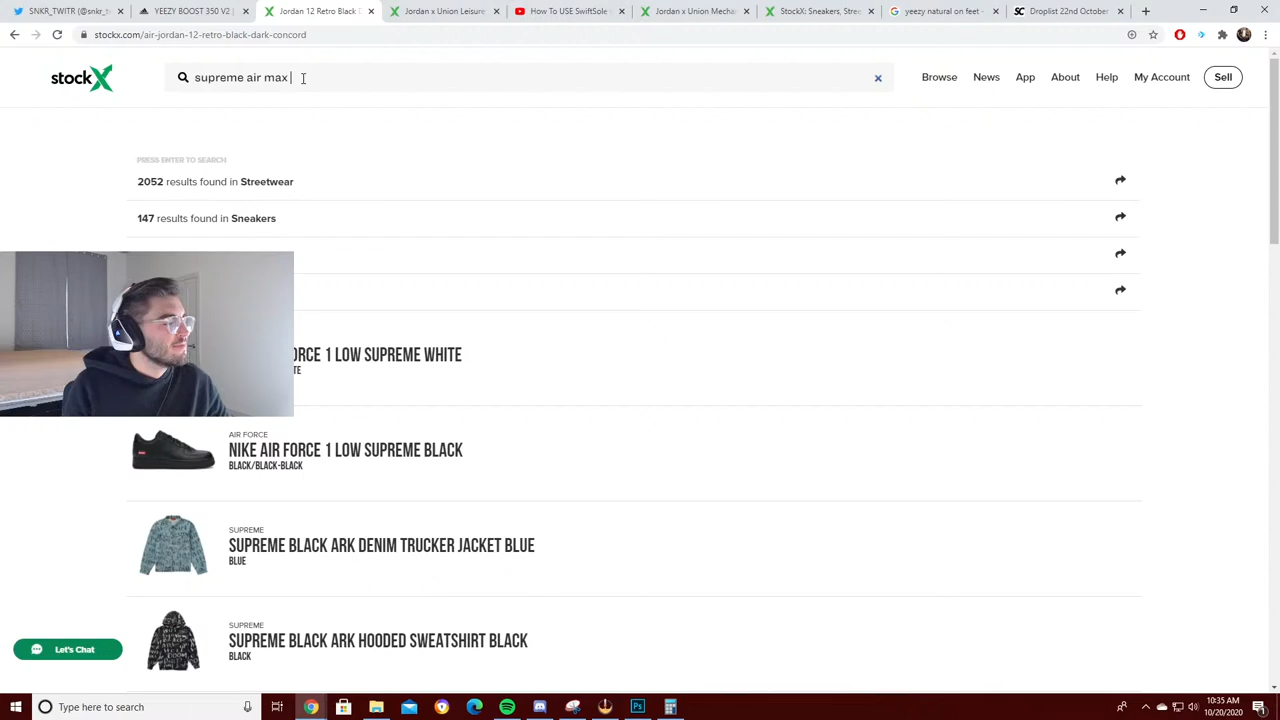 SNKR_TWITR (@snkr_t
YEEZY BOOST 350 V2
12 Retro Black D
Jordan x Union Leisure
How To USE SwiftSole
Jordan x Union Mecha
StockX: Sneakers, Stree
yeezy natural on feet -
Droplist 22nd October
stockx.com/air-jordan-12-retro-black-dark-concord
stockX
supreme air max
Browse
News
App
About
Help
My Account
Sell
PRESS ENTER TO SEARCH
2052 results found in Streetwear
147 results found in Sneakers
ORCE 1 LOW SUPREME WHITE
TE
AIR FORCE
NIKE AIR FORCE 1 LOW SUPREME BLACK
BLACK/BLACK-BLACK
SUPREME
SUPREME BLACK ARK DENIM TRUCKER JACKET BLUE
BLUE
SUPREME
SUPREME BLACK ARK HOODED SWEATSHIRT BLACK
BLACK
Let's Chat
Type here to search
10:35 AM
10/20/2020